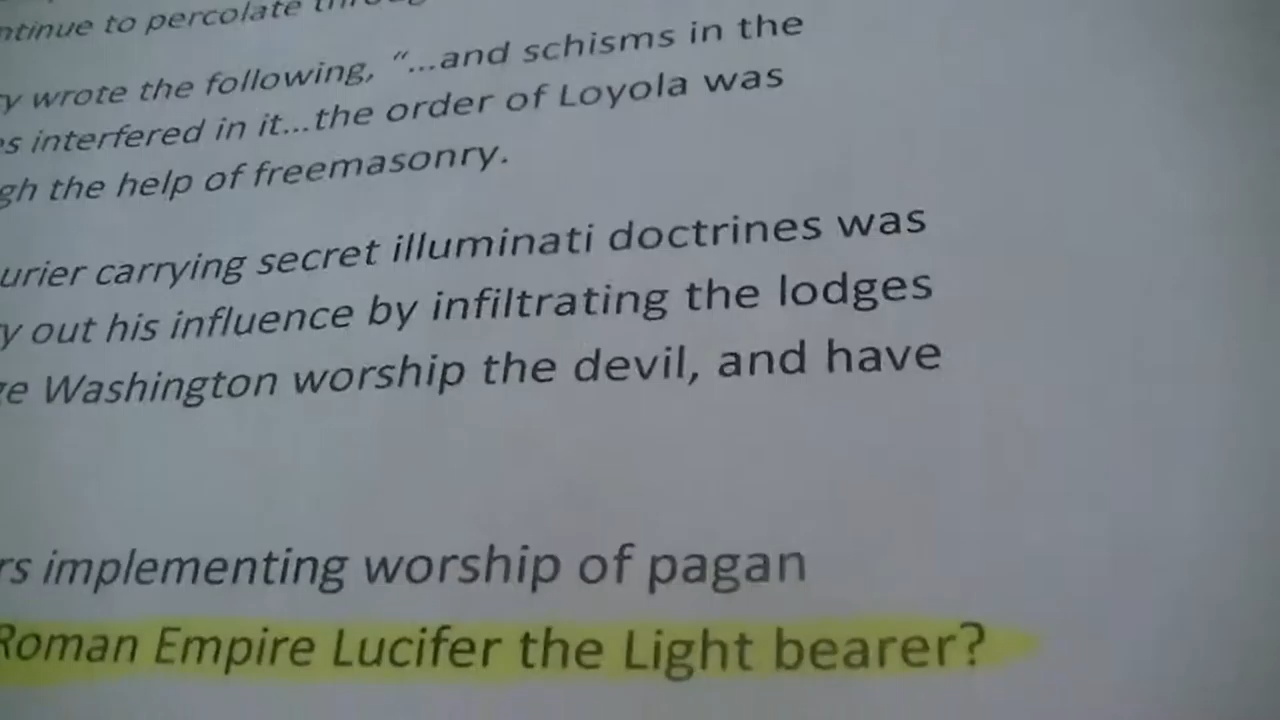 ntinue to percolate
y wrote the following, “...and schisms in the
s interfered in it...the order of Loyola was
gh the help of freemasonry.
urier carrying secret illuminati doctrines was
y out his influence by infiltrating the lodges
e Washington worship the devil, and have
rs implementing worship of pagan
Roman Empire Lucifer the Light bearer?